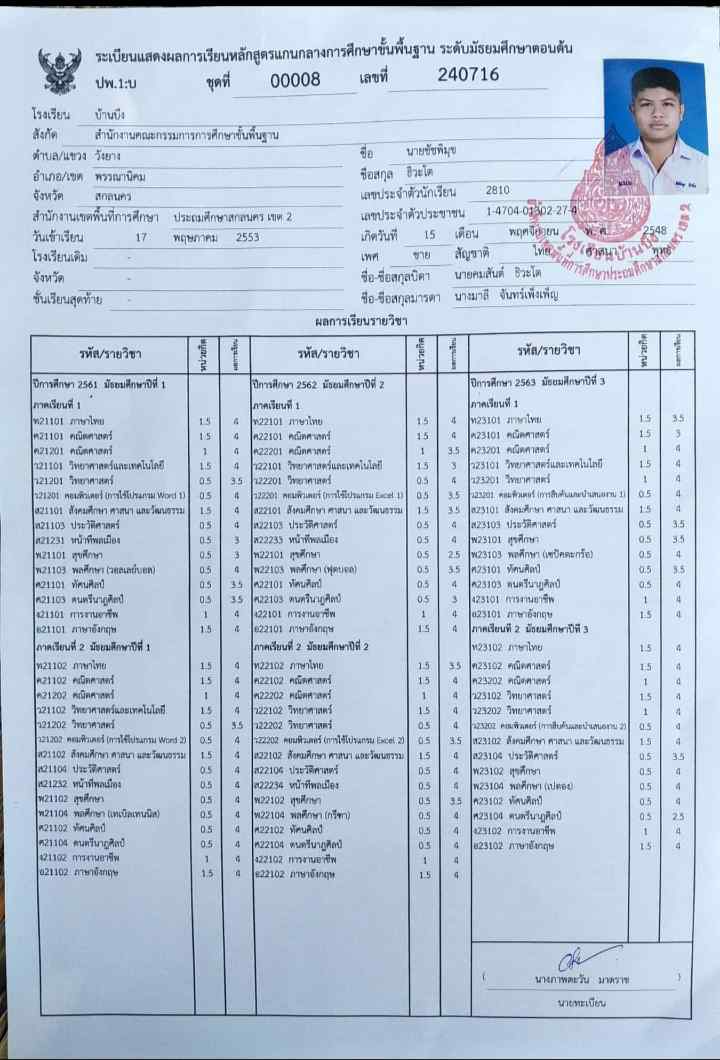 ระเบียนแสดงผลการเรียนหลักสูตรแกนกลางการศึกษาขั้นพื้นฐาน ระดับมัธยมศึกษาตอนต้น
ปพ.1:บ ชุดที่ 00008 เลขที่ 240716
โรงเรียน บ้านบึง
สังกัด สำนักงานคณะกรรมการการศึกษาขั้นพื้นฐาน
ตำบล/แขวง วังยาง
อำเภอ/เขต พรรณานิคม
จังหวัด สกลนคร
สำนักงานเขตพื้นที่การศึกษา ประถมศึกษาสกลนคร เขต 2
วันเข้าเรียน 17 พฤษภาคม 2553
โรงเรียนเดิม -
จังหวัด -
ชั้นเรียนสุดท้าย -
ชื่อ นายชัชพิมุข
ชื่อสกุล ธิวะโต
เลขประจำตัวนักเรียน 2810
เลขประจำตัวประชาชน 1-4704-01302-27-4
เกิดวันที่ 15 เดือน พฤศจิกายน พ.ศ. 2548
เพศ ชาย สัญชาติ ไทย ศาสนา พุทธ
ชื่อ-ชื่อสกุลบิดา นายคมสันต์ ธิวะโต
ชื่อ-ชื่อสกุลมารดา นางมาลี จันทร์เพ็งเพ็ญ
ผลการเรียนรายวิชา
รหัส/รายวิชา หน่วยกิต ผลการเรียน
ปีการศึกษา 2561 มัธยมศึกษาปีที่ 1
ภาคเรียนที่ 1
ท21101 ภาษาไทย 1.5 4
ค21101 คณิตศาสตร์ 1.5 4
ค21201 คณิตศาสตร์ 1 4
ว21101 วิทยาศาสตร์และเทคโนโลยี 1.5 4
ว21201 วิทยาศาสตร์ 0.5 3.5
ว21201 คอมพิวเตอร์ (การใช้โปรแกรม Word 1) 0.5 4
ส21101 สังคมศึกษา ศาสนา และวัฒนธรรม 1.5 4
ส21103 ประวัติศาสตร์ 0.5 4
ส21231 หน้าที่พลเมือง 0.5 3
พ21101 สุขศึกษา 0.5 3
พ21103 พลศึกษา (วอลเลย์บอล) 0.5 4
ศ21101 ทัศนศิลป์ 0.5 3.5
ศ21103 ดนตรีนาฏศิลป์ 0.5 3.5
ง21101 การงานอาชีพ 1 4
อ21101 ภาษาอังกฤษ 1.5 4
ภาคเรียนที่ 2 มัธยมศึกษาปีที่ 1
ท21102 ภาษาไทย 1.5 4
ค21102 คณิตศาสตร์ 1.5 4
ค21202 คณิตศาสตร์ 1 4
ว21102 วิทยาศาสตร์และเทคโนโลยี 1.5 4
ว21202 วิทยาศาสตร์ 0.5 3.5
ว21202 คอมพิวเตอร์ (การใช้โปรแกรม Word 2) 0.5 4
ส21102 สังคมศึกษา ศาสนา และวัฒนธรรม 1.5 4
ส21104 ประวัติศาสตร์ 0.5 4
ส21232 หน้าที่พลเมือง 0.5 4
พ21102 สุขศึกษา 0.5 4
พ21104 พลศึกษา (เทเบิลเทนนิส) 0.5 4
ศ21102 ทัศนศิลป์ 0.5 4
ศ21104 ดนตรีนาฏศิลป์ 0.5 4
ง21102 การงานอาชีพ 1 4
อ21102 ภาษาอังกฤษ 1.5 4
รหัส/รายวิชา หน่วยกิต ผลการเรียน
ปีการศึกษา 2562 มัธยมศึกษาปีที่ 2
ภาคเรียนที่ 1
ท22101 ภาษาไทย 1.5 4
ค22101 คณิตศาสตร์ 1.5 4
ค22201 คณิตศาสตร์ 1 3.5
ว22101 วิทยาศาสตร์และเทคโนโลยี 1.5 3
ว22201 วิทยาศาสตร์ 0.5 4
ว22201 คอมพิวเตอร์ (การใช้โปรแกรม Excel 1) 0.5 3.5
ส22101 สังคมศึกษา ศาสนา และวัฒนธรรม 1.5 3.5
ส22103 ประวัติศาสตร์ 0.5 4
ส22233 หน้าที่พลเมือง 0.5 4
พ22101 สุขศึกษา 0.5 2.5
พ22103 พลศึกษา (ฟุตบอล) 0.5 3.5
ศ22101 ทัศนศิลป์ 0.5 4
ศ22103 ดนตรีนาฏศิลป์ 0.5 3
ง22101 การงานอาชีพ 1 4
อ22101 ภาษาอังกฤษ 1.5 4
ภาคเรียนที่ 2 มัธยมศึกษาปีที่ 2
ท22102 ภาษาไทย 1.5 3.5
ค22102 คณิตศาสตร์ 1.5 4
ค22202 คณิตศาสตร์ 1 4
ว22102 วิทยาศาสตร์และเทคโนโลยี 1.5 4
ว22202 วิทยาศาสตร์ 0.5 4
ว22202 คอมพิวเตอร์ (การใช้โปรแกรม Excel 2) 0.5 3.5
ส22102 สังคมศึกษา ศาสนา และวัฒนธรรม 1.5 4
ส22104 ประวัติศาสตร์ 0.5 4
ส22234 หน้าที่พลเมือง 0.5 4
พ22102 สุขศึกษา 0.5 3.5
พ22104 พลศึกษา (กรีฑา) 0.5 4
ศ22102 ทัศนศิลป์ 0.5 4
ศ22104 ดนตรีนาฏศิลป์ 0.5 4
ง22102 การงานอาชีพ 1 4
อ22102 ภาษาอังกฤษ 1.5 4
รหัส/รายวิชา หน่วยกิต ผลการเรียน
ปีการศึกษา 2563 มัธยมศึกษาปีที่ 3
ภาคเรียนที่ 1
ท23101 ภาษาไทย 1.5 3.5
ค23101 คณิตศาสตร์ 1.5 3
ค23201 คณิตศาสตร์ 1 4
ว23101 วิทยาศาสตร์และเทคโนโลยี 1.5 4
ว23201 วิทยาศาสตร์ 1 4
ว23201 คอมพิวเตอร์ (การสืบค้นและนำเสนองาน 1) 0.5 4
ส23101 สังคมศึกษา ศาสนา และวัฒนธรรม 1.5 4
ส23103 ประวัติศาสตร์ 0.5 3.5
พ23101 สุขศึกษา 0.5 3.5
พ23103 พลศึกษา (เซปักตะกร้อ) 0.5 4
ศ23101 ทัศนศิลป์ 0.5 3.5
ศ23103 ดนตรีนาฏศิลป์ 0.5 4
ง23101 การงานอาชีพ 1 4
อ23101 ภาษาอังกฤษ 1.5 4
ภาคเรียนที่ 2 มัธยมศึกษาปีที่ 3
ท23102 ภาษาไทย 1.5 4
ค23102 คณิตศาสตร์ 1.5 4
ค23202 คณิตศาสตร์ 1 4
ว23102 วิทยาศาสตร์ 1.5 4
ว23202 วิทยาศาสตร์ 1 4
ว23202 คอมพิวเตอร์ (การสืบค้นและนำเสนองาน 2) 0.5 4
ส23102 สังคมศึกษา ศาสนา และวัฒนธรรม 1.5 4
ส23104 ประวัติศาสตร์ 0.5 3.5
พ23102 สุขศึกษา 0.5 4
พ23104 พลศึกษา (เปตอง) 0.5 4
ศ23102 ทัศนศิลป์ 0.5 4
ศ23104 ดนตรีนาฏศิลป์ 0.5 2.5
ง23102 การงานอาชีพ 1 4
อ23102 ภาษาอังกฤษ 1.5 4
( นางภาพตะวัน มาตราช )
นายทะเบียน